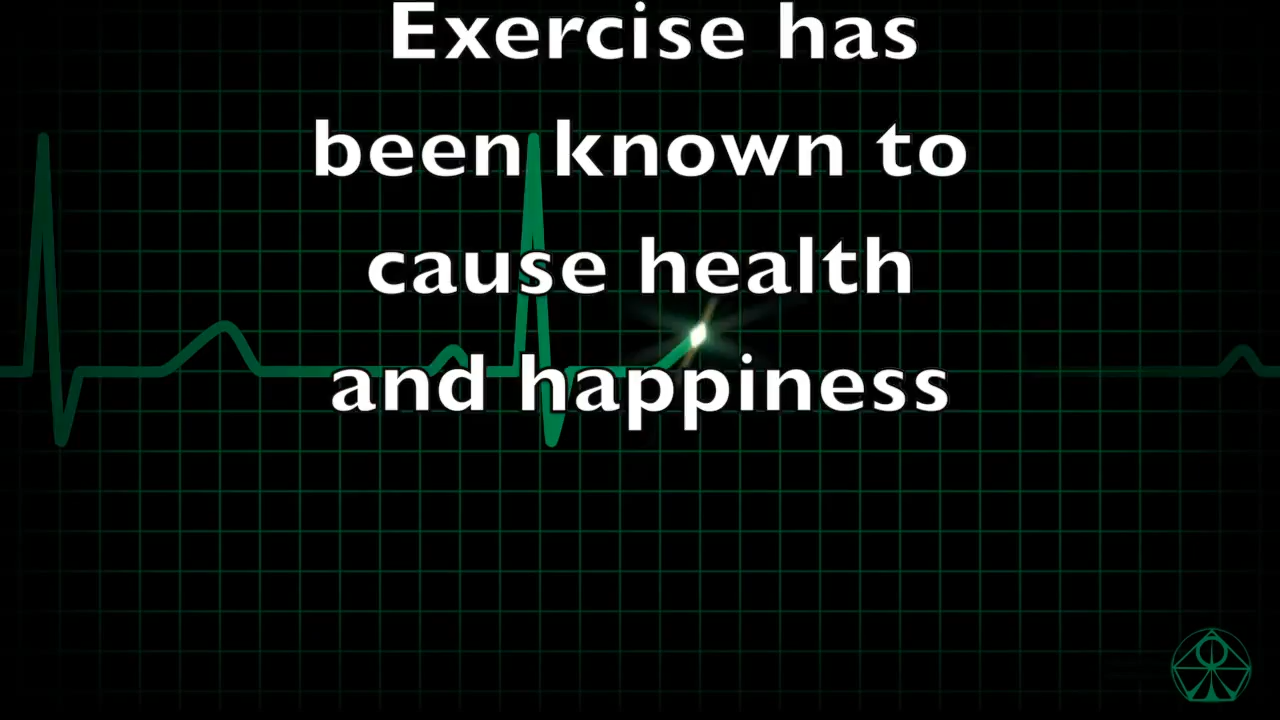 Exercise has
been known to
cause health
and happiness